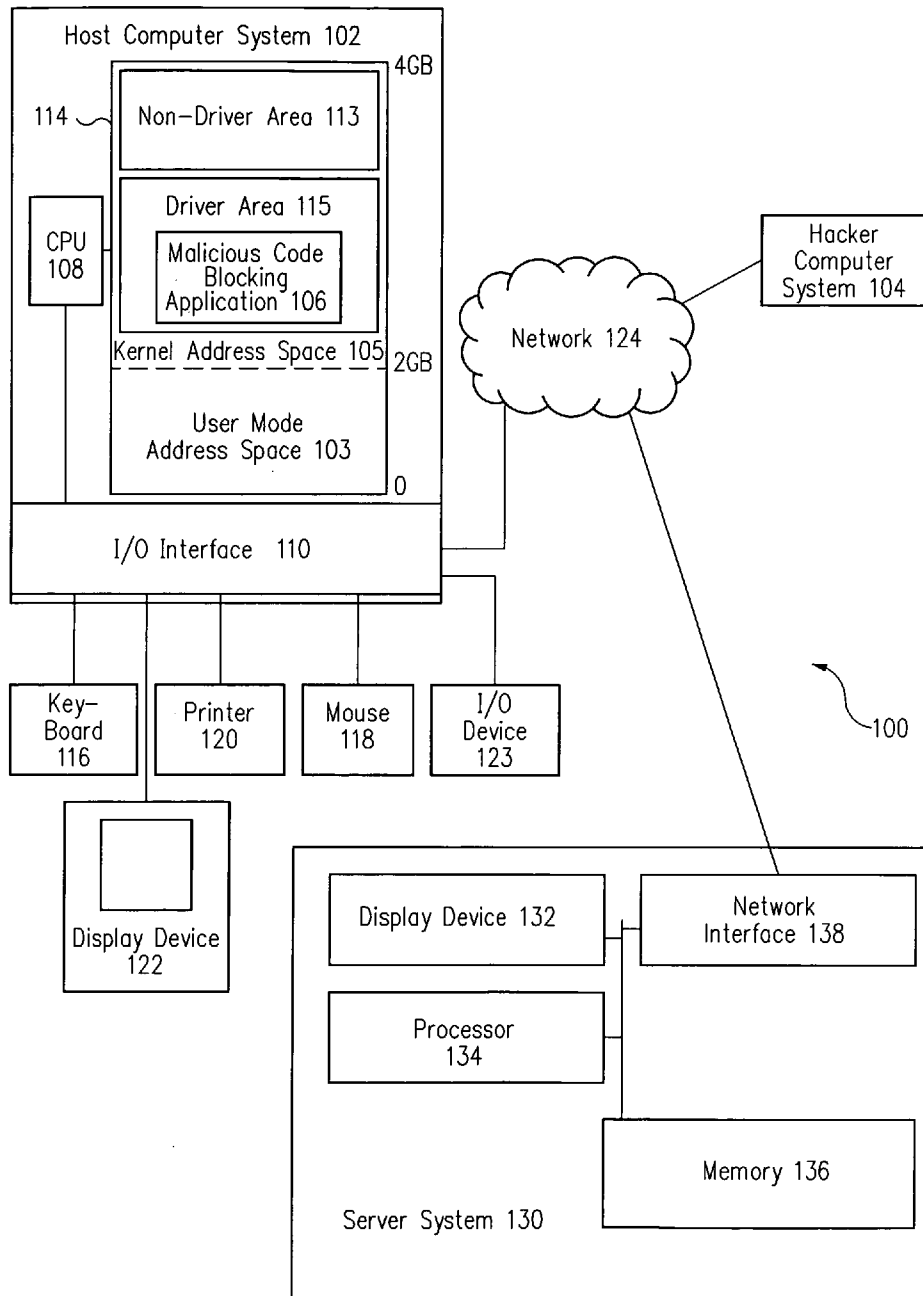 Host Computer System 102
4GB
114
Non-Driver Area 113
Driver Area 115
CPU
108
Malicious Code
Blocking
Application 106
Kernel Address Space 105
2GB
User Mode
Address Space 103
0
I/O Interface 110
Hacker
Computer
System 104
Network 124
Key-
Board
116
Printer
120
Mouse
118
I/O
Device
123
100
Display Device
122
Display Device 132
Network
Interface 138
Processor
134
Memory 136
Server System 130